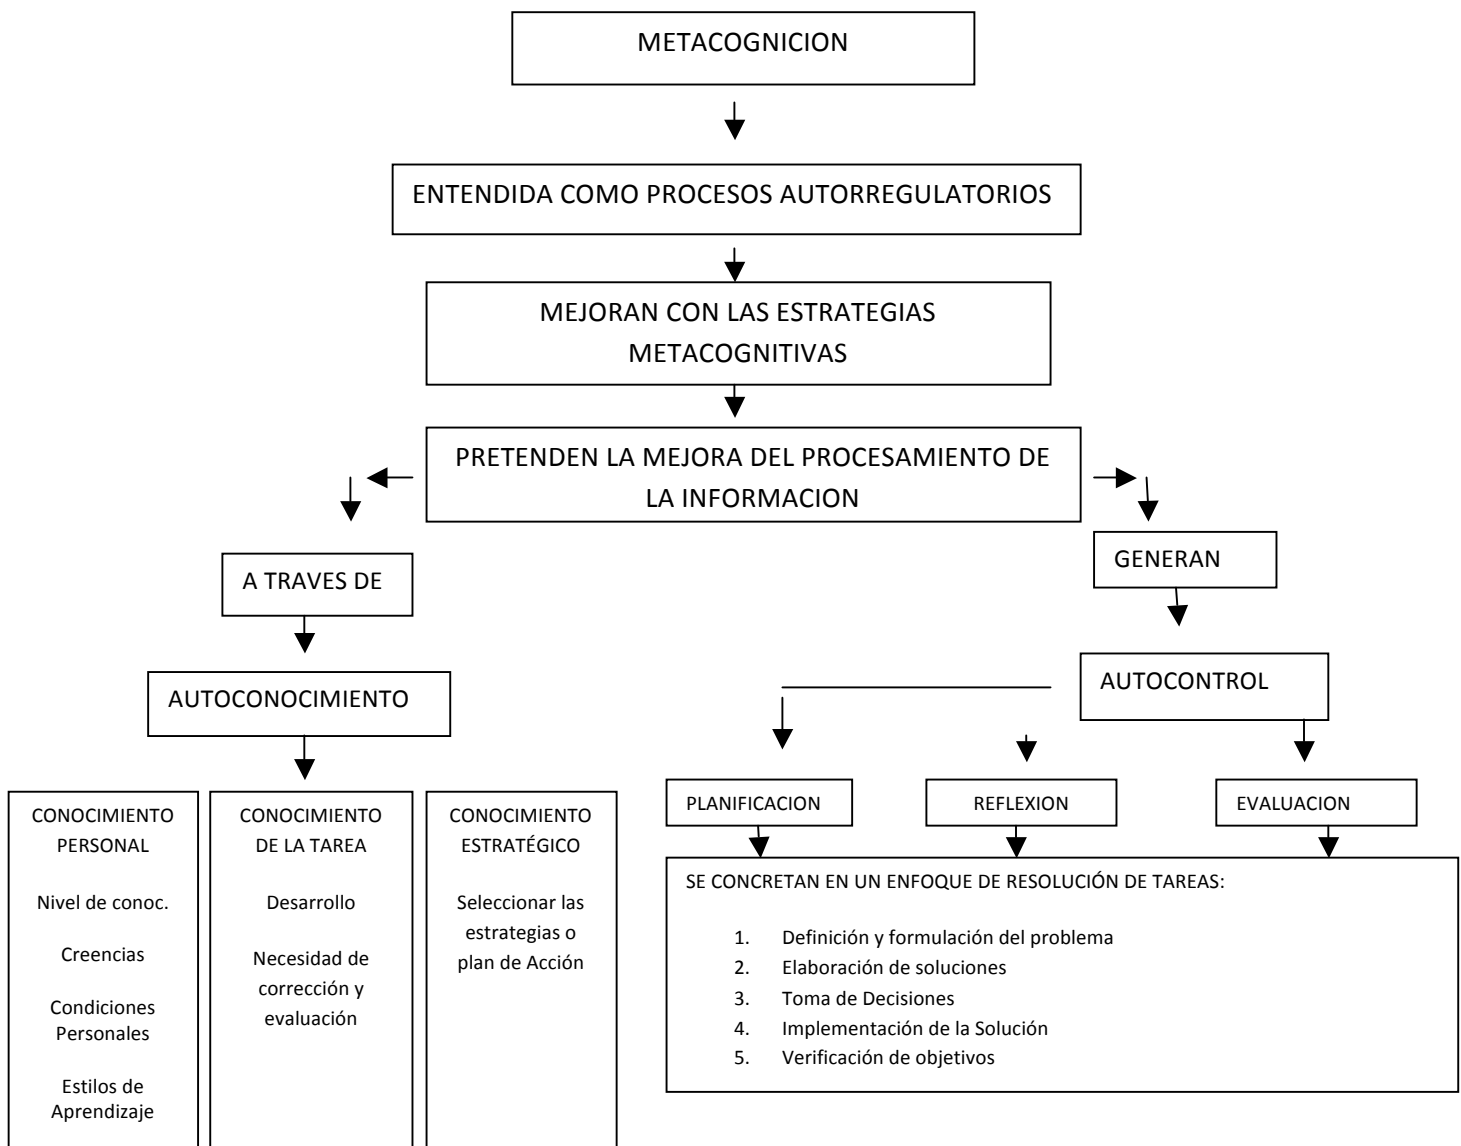 METACOGNICION
ENTENDIDA COMO PROCESOS AUTORREGULATORIOS
MEJORAN CON LAS ESTRATEGIAS
METACOGNITIVAS
PRETENDEN LA MEJORA DEL PROCESAMIENTO DE
LA INFORMACION
A TRAVES DE
AUTOCONOCIMIENTO
CONOCIMIENTO
PERSONAL
Nivel de conoc.
Creencias
Condiciones
Personales
Estilos de
Aprendizaje
CONOCIMIENTO
DE LA TAREA
Desarrollo
Necesidad de
corrección y
evaluación
CONOCIMIENTO
ESTRATÉGICO
Seleccionar las
estrategias o
plan de Acción
GENERAN
AUTOCONTROL
PLANIFICACION
REFLEXION
EVALUACION
SE CONCRETAN EN UN ENFOQUE DE RESOLUCIÓN DE TAREAS:
1. Definición y formulación del problema
2. Elaboración de soluciones
3. Toma de Decisiones
4. Implementación de la Solución
5. Verificación de objetivos